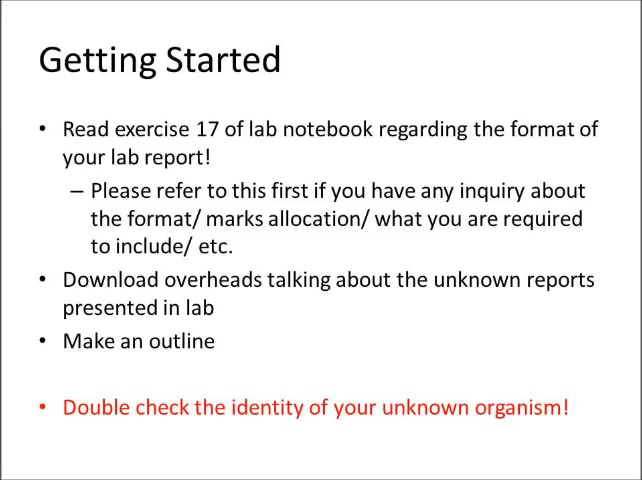 Getting Started
• Read exercise 17 of lab notebook regarding the format of
your lab report!
– Please refer to this first if you have any inquiry about
the format/ marks allocation/ what you are required
to include/ etc.
• Download overheads talking about the unknown reports
presented in lab
• Make an outline
• Double check the identity of your unknown organism!